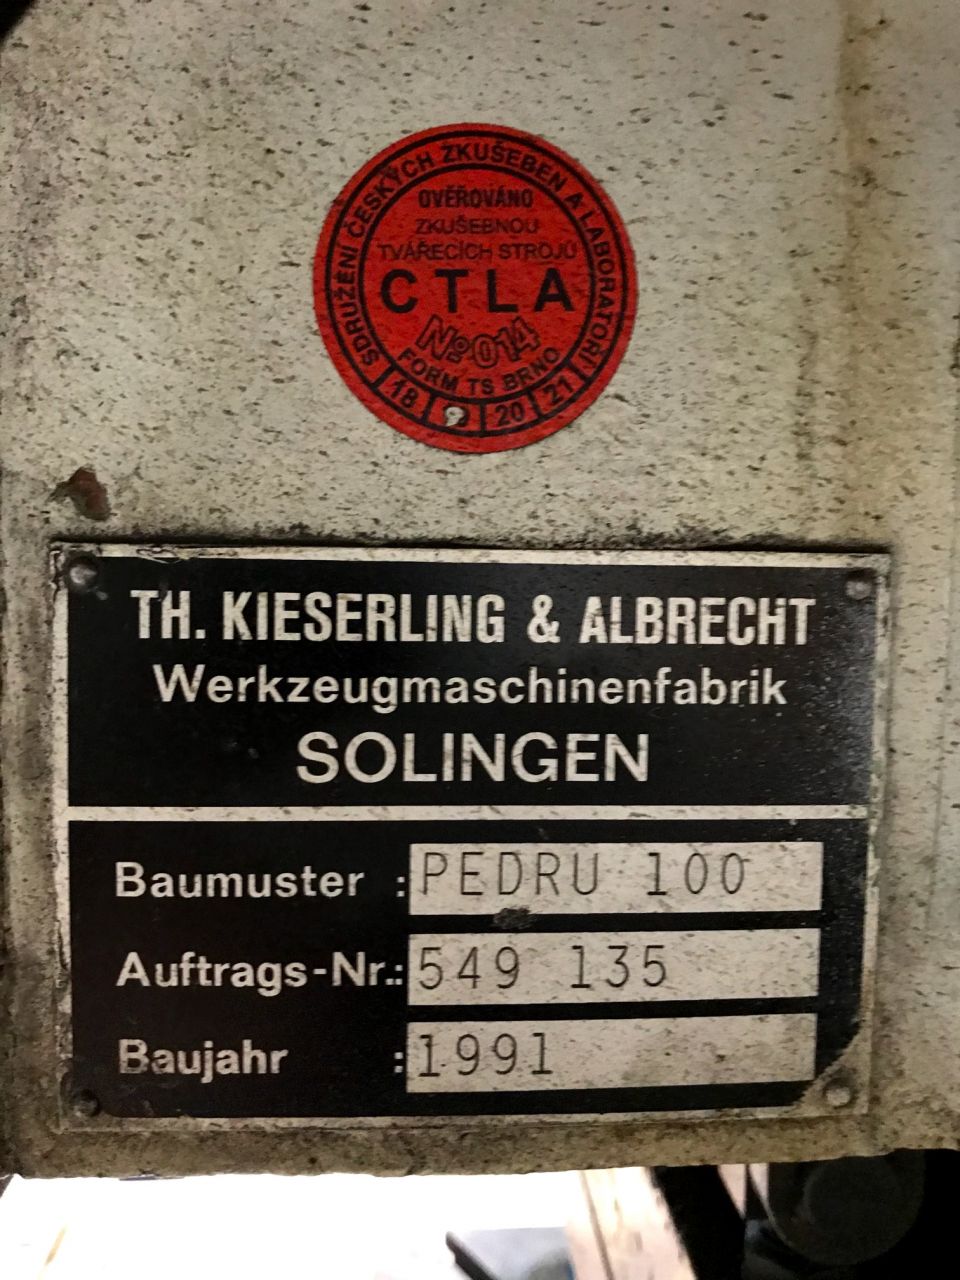 SDRUŽENÍ ČESKÝCH ZKUŠEBEN A LABORATOŘÍ
OVĚŘOVÁNO
ZKUŠEBNOU
TVÁŘECÍCH STROJŮ
CTLA
No 014
FORM TS BRNO
18 20 21
TH. KIESERLING & ALBRECHT
Werkzeugmaschinenfabrik
SOLINGEN
Baumuster : PEDRU 100
Auftrags-Nr.: 549 135
Baujahr : 1991